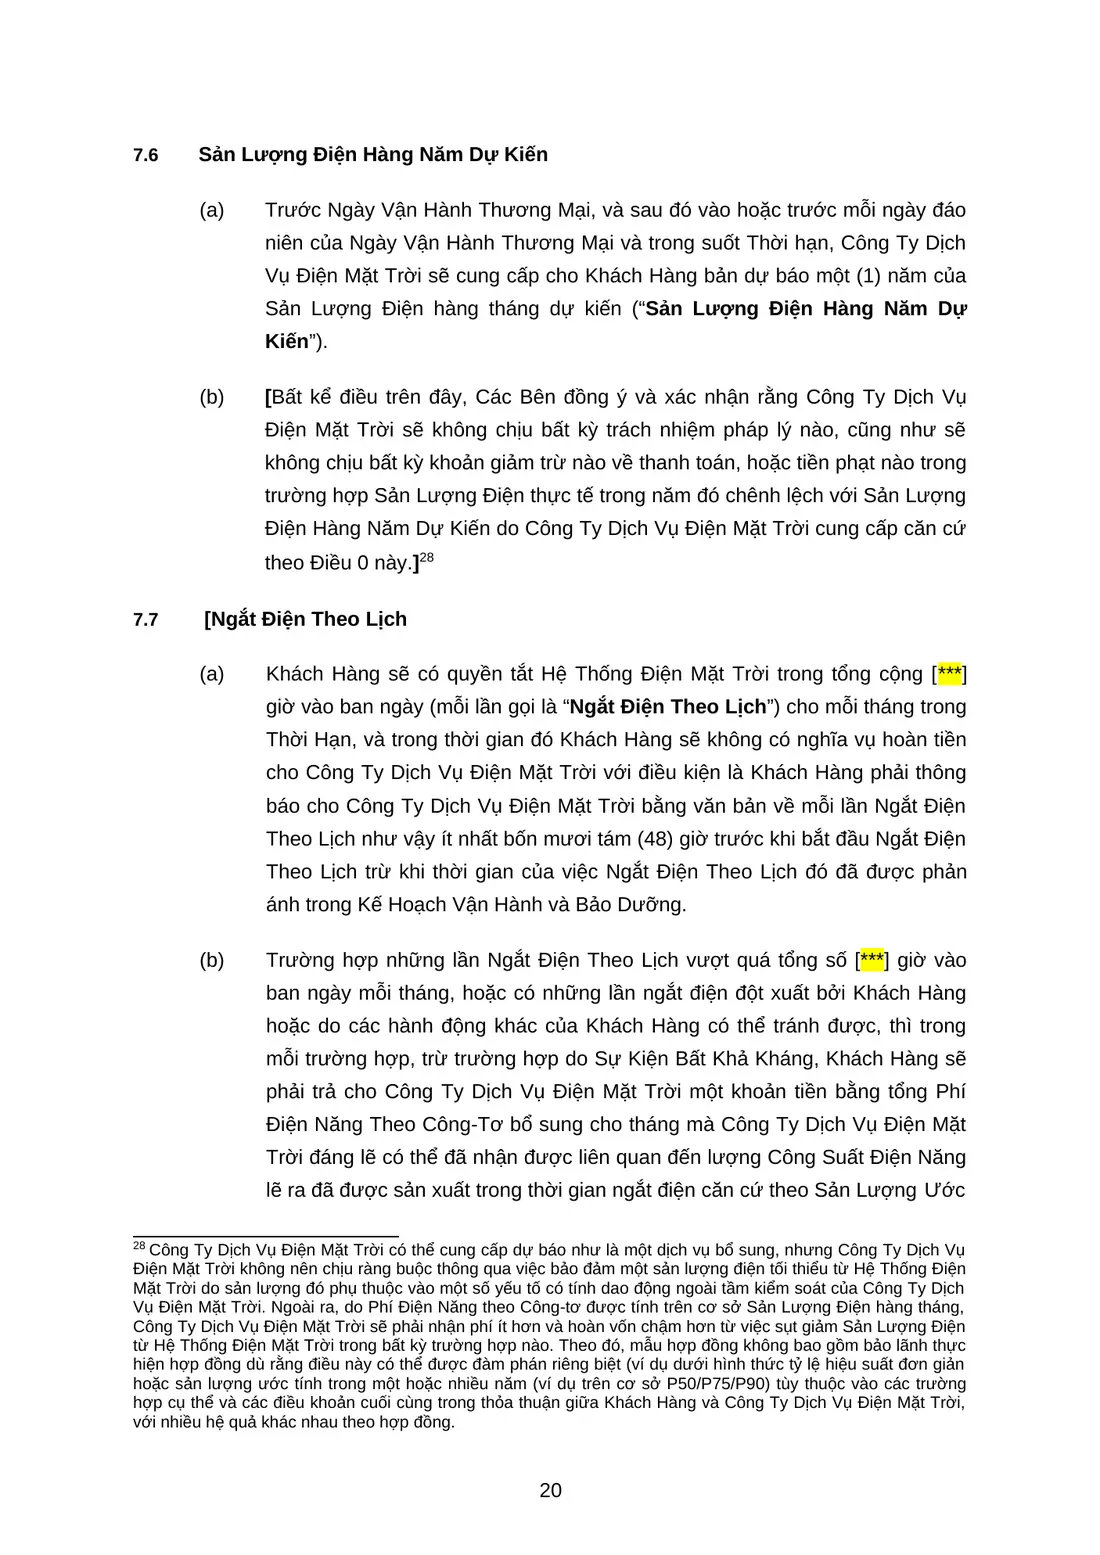 7.6 Sản Lượng Điện Hàng Năm Dự Kiến
(a) Trước Ngày Vận Hành Thương Mại, và sau đó vào hoặc trước mỗi ngày đáo
niên của Ngày Vận Hành Thương Mại và trong suốt Thời hạn, Công Ty Dịch
Vụ Điện Mặt Trời sẽ cung cấp cho Khách Hàng bản dự báo một (1) năm của
Sản Lượng Điện hàng tháng dự kiến (“Sản Lượng Điện Hàng Năm Dự
Kiến”).
(b) [Bất kể điều trên đây, Các Bên đồng ý và xác nhận rằng Công Ty Dịch Vụ
Điện Mặt Trời sẽ không chịu bất kỳ trách nhiệm pháp lý nào, cũng như sẽ
không chịu bất kỳ khoản giảm trừ nào về thanh toán, hoặc tiền phạt nào trong
trường hợp Sản Lượng Điện thực tế trong năm đó chênh lệch với Sản Lượng
Điện Hàng Năm Dự Kiến do Công Ty Dịch Vụ Điện Mặt Trời cung cấp căn cứ
theo Điều 0 này.]28
7.7 [Ngắt Điện Theo Lịch
(a) Khách Hàng sẽ có quyền tắt Hệ Thống Điện Mặt Trời trong tổng cộng [***]
giờ vào ban ngày (mỗi lần gọi là “Ngắt Điện Theo Lịch”) cho mỗi tháng trong
Thời Hạn, và trong thời gian đó Khách Hàng sẽ không có nghĩa vụ hoàn tiền
cho Công Ty Dịch Vụ Điện Mặt Trời với điều kiện là Khách Hàng phải thông
báo cho Công Ty Dịch Vụ Điện Mặt Trời bằng văn bản về mỗi lần Ngắt Điện
Theo Lịch như vậy ít nhất bốn mươi tám (48) giờ trước khi bắt đầu Ngắt Điện
Theo Lịch trừ khi thời gian của việc Ngắt Điện Theo Lịch đó đã được phản
ánh trong Kế Hoạch Vận Hành và Bảo Dưỡng.
(b) Trường hợp những lần Ngắt Điện Theo Lịch vượt quá tổng số [***] giờ vào
ban ngày mỗi tháng, hoặc có những lần ngắt điện đột xuất bởi Khách Hàng
hoặc do các hành động khác của Khách Hàng có thể tránh được, thì trong
mỗi trường hợp, trừ trường hợp do Sự Kiện Bất Khả Kháng, Khách Hàng sẽ
phải trả cho Công Ty Dịch Vụ Điện Mặt Trời một khoản tiền bằng tổng Phí
Điện Năng Theo Công-Tơ bổ sung cho tháng mà Công Ty Dịch Vụ Điện Mặt
Trời đáng lẽ có thể đã nhận được liên quan đến lượng Công Suất Điện Năng
lẽ ra đã được sản xuất trong thời gian ngắt điện căn cứ theo Sản Lượng Ước
28 Công Ty Dịch Vụ Điện Mặt Trời có thể cung cấp dự báo như là một dịch vụ bổ sung, nhưng Công Ty Dịch Vụ
Điện Mặt Trời không nên chịu ràng buộc thông qua việc bảo đảm một sản lượng điện tối thiểu từ Hệ Thống Điện
Mặt Trời do sản lượng đó phụ thuộc vào một số yếu tố có tính dao động ngoài tầm kiểm soát của Công Ty Dịch
Vụ Điện Mặt Trời. Ngoài ra, do Phí Điện Năng theo Công-tơ được tính trên cơ sở Sản Lượng Điện hàng tháng,
Công Ty Dịch Vụ Điện Mặt Trời sẽ phải nhận phí ít hơn và hoàn vốn chậm hơn từ việc sụt giảm Sản Lượng Điện
từ Hệ Thống Điện Mặt Trời trong bất kỳ trường hợp nào. Theo đó, mẫu hợp đồng không bao gồm bảo lãnh thực
hiện hợp đồng dù rằng điều này có thể được đàm phán riêng biệt (ví dụ dưới hình thức tỷ lệ hiệu suất đơn giản
hoặc sản lượng ước tính trong một hoặc nhiều năm (ví dụ trên cơ sở P50/P75/P90) tùy thuộc vào các trường
hợp cụ thể và các điều khoản cuối cùng trong thỏa thuận giữa Khách Hàng và Công Ty Dịch Vụ Điện Mặt Trời,
với nhiều hệ quả khác nhau theo hợp đồng.
20